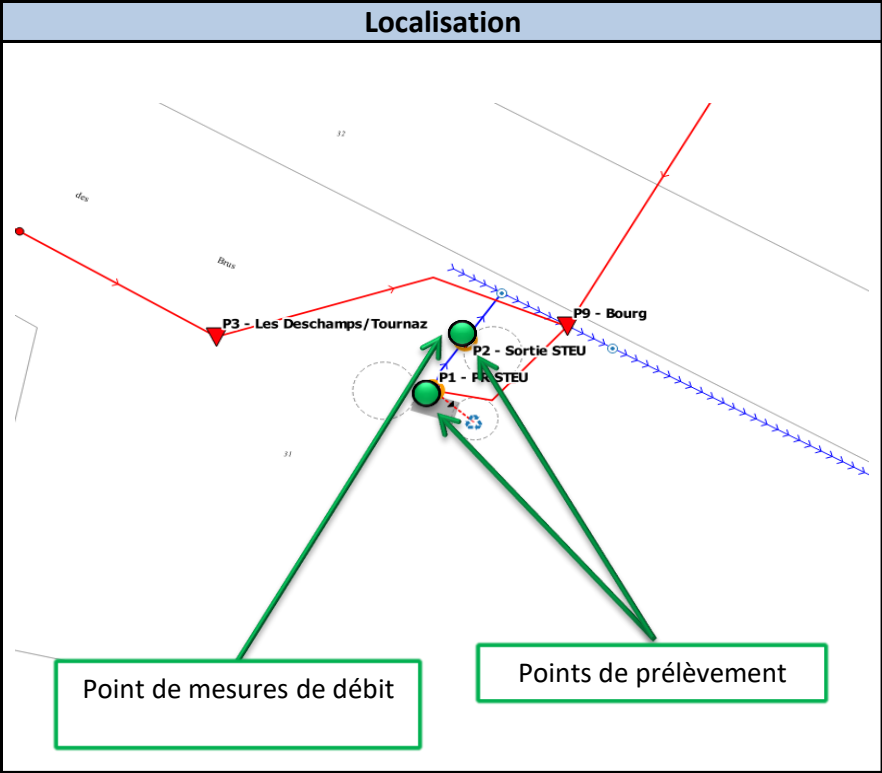 Localisation
32
des
Brus
P9 - Bourg
P3 - Les Deschamps/Tournaz
P2 - Sortie STEU
P1 - PR STEU
31
Points de prélèvement
Point de mesures de débit